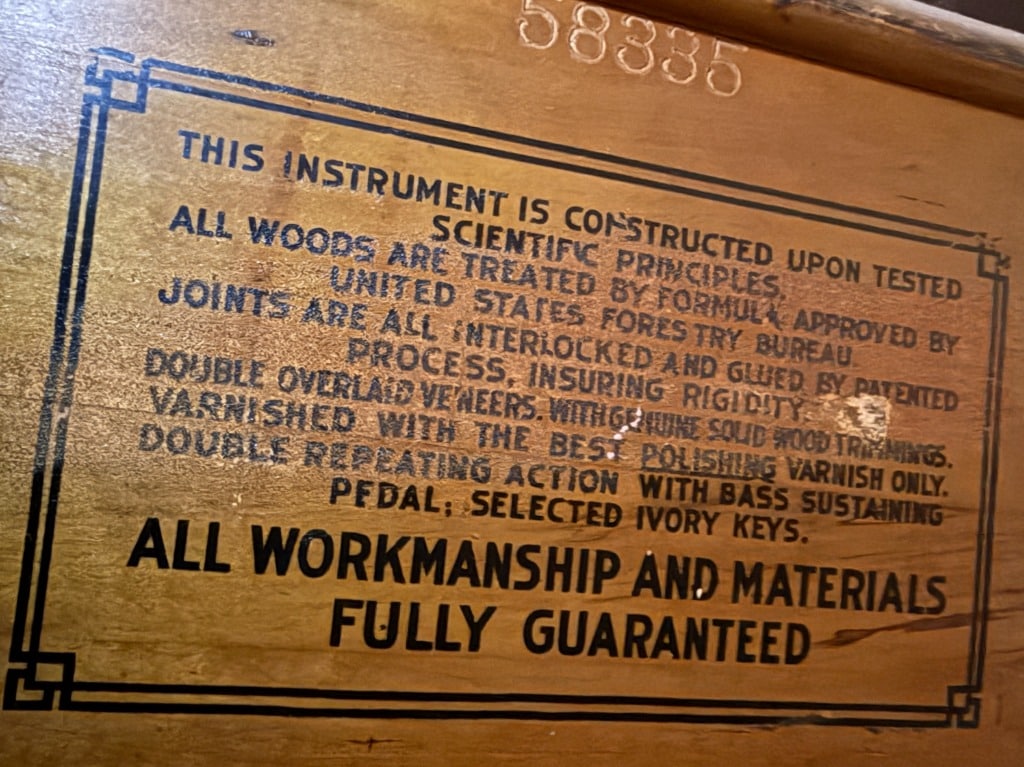 58335
THIS INSTRUMENT IS CONSTRUCTED UPON TESTED
SCIENTIFIC PRINCIPLES.
ALL WOODS ARE TREATED BY FORMULA APPROVED BY
UNITED STATES FORESTRY BUREAU.
JOINTS ARE ALL INTERLOCKED AND GLUED BY PATENTED
PROCESS, INSURING RIGIDITY.
DOUBLE OVERLAID VENEERS. WITH GENUINE SOLID WOOD TRIMMINGS.
VARNISHED WITH THE BEST POLISHING VARNISH ONLY.
DOUBLE REPEATING ACTION WITH BASS SUSTAINING
PEDAL; SELECTED IVORY KEYS.
ALL WORKMANSHIP AND MATERIALS
FULLY GUARANTEED